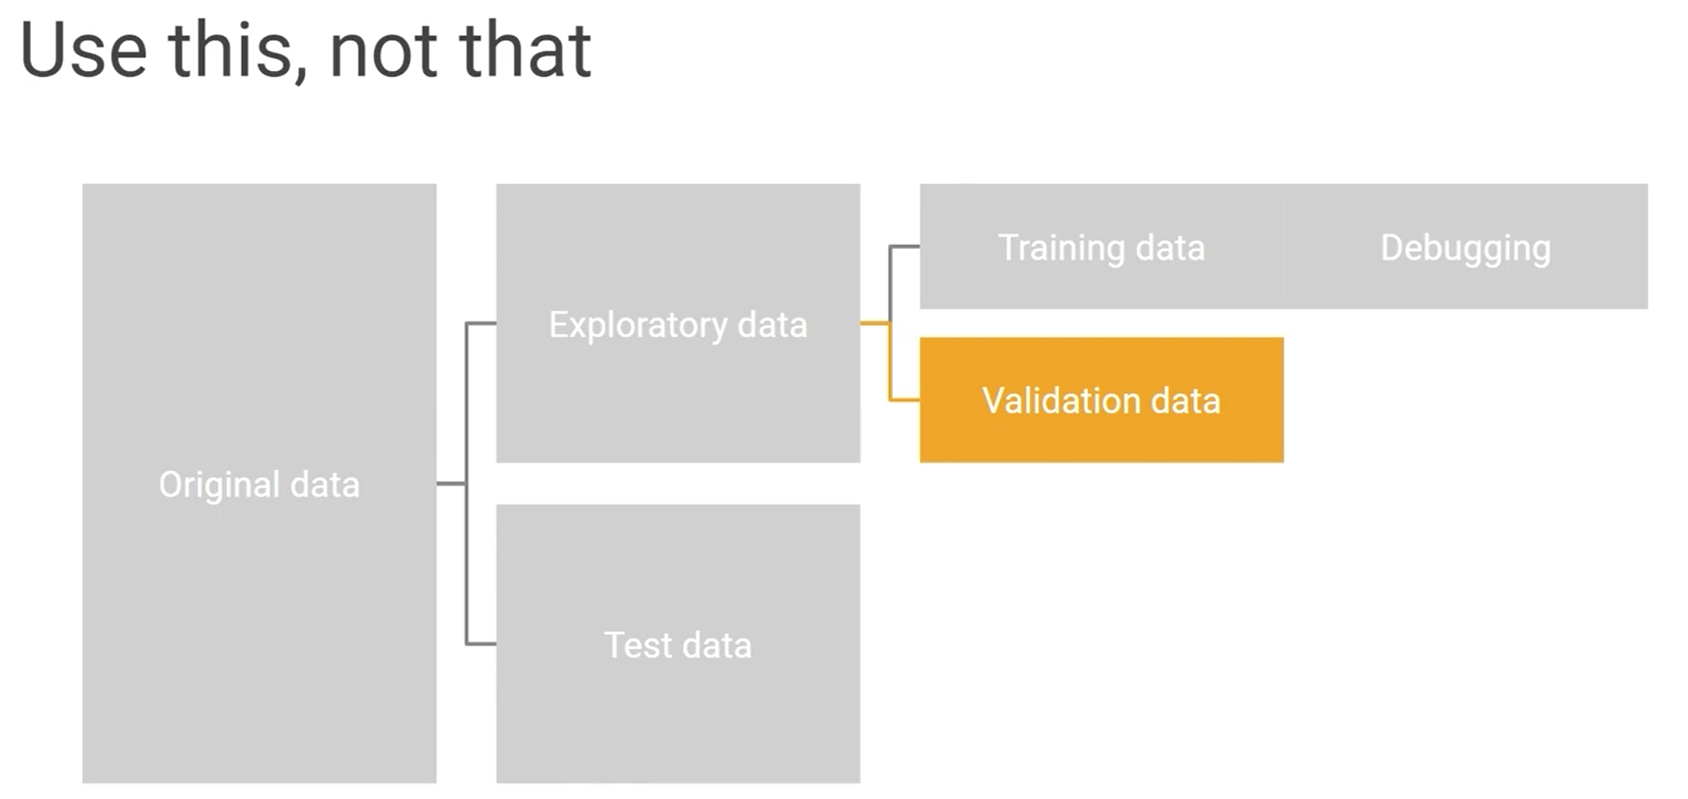 Use this, not that
Original data
Exploratory data
Test data
Training data
Debugging
Validation data